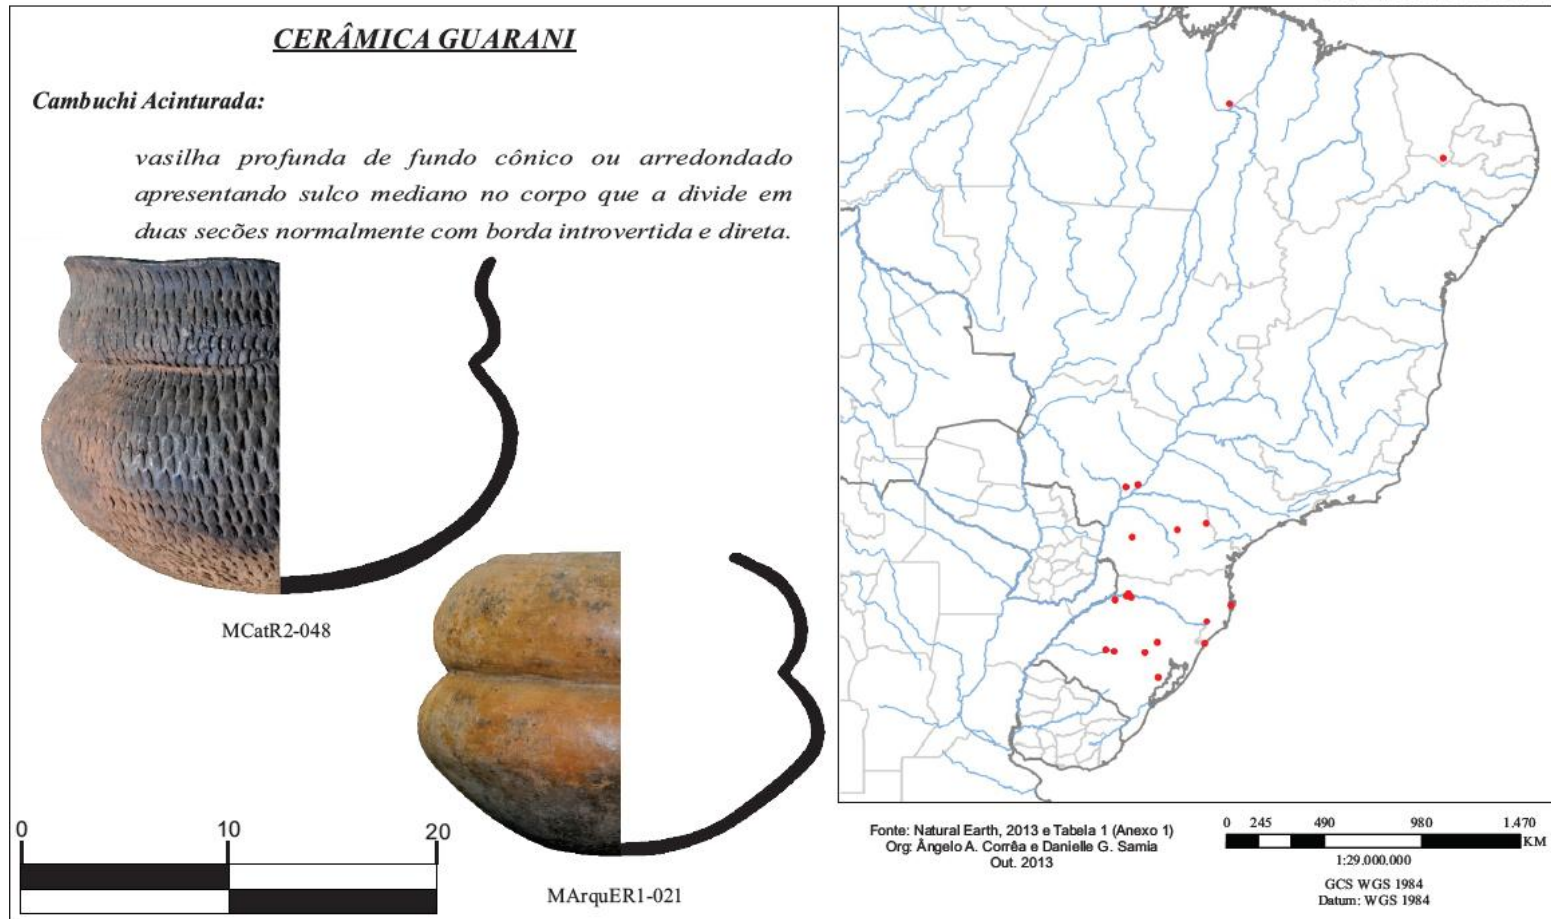 CERÂMICA GUARANI
Cambuchi Acinturada:
vasilha profunda de fundo cônico ou arredondado
apresentando sulco mediano no corpo que a divide em
duas secões normalmente com borda introvertida e direta.
MCatR2-048
MArquER1-021
0 10 20
Fonte: Natural Earth, 2013 e Tabela 1 (Anexo 1)
Org: Ângelo A. Corrêa e Danielle G. Samia
Out. 2013
0 245 490 980 1.470
KM
1:29.000.000
GCS WGS 1984
Datum: WGS 1984